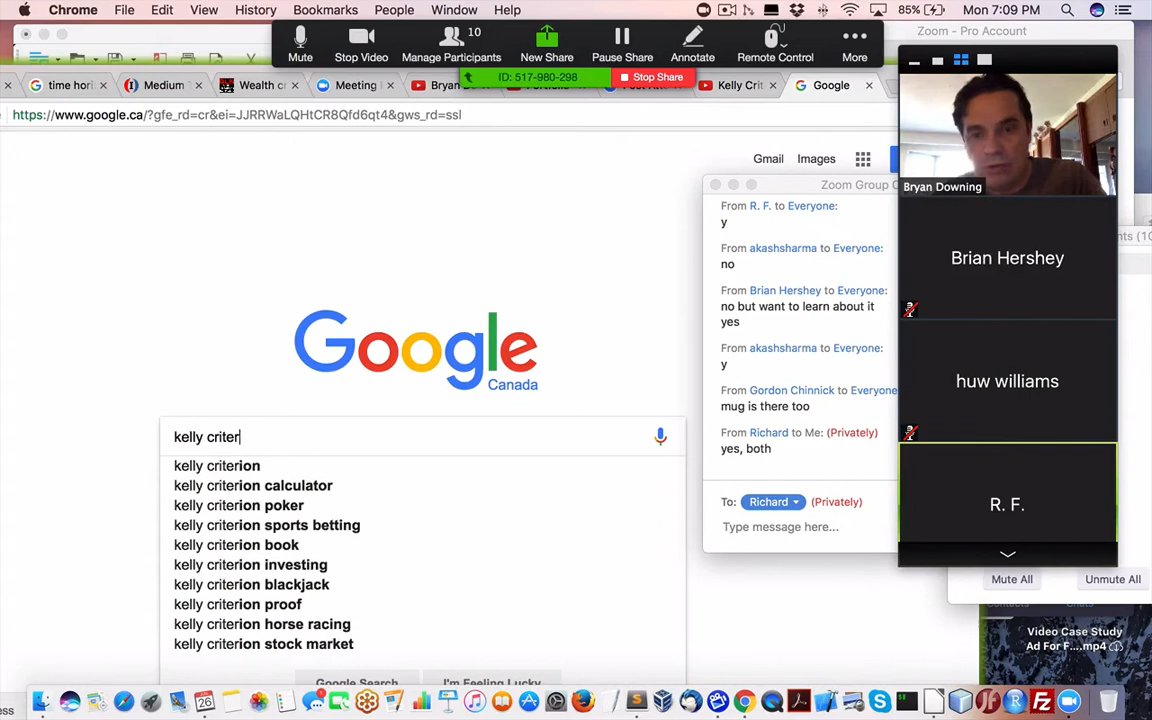 Chrome File Edit View History Bookmarks People Window Help
85% Mon 7:09 PM
Zoom - Pro Account
10
Mute Stop Video Manage Participants New Share Pause Share Annotate Remote Control More
ID: 517-980-298 Stop Share
time hori Medium Wealth cr Meeting Bryan Kelly Crit Google
https://www.google.ca/?gfe_rd=cr&ei=JJRRWaLQHtCR8Qfd6qt4&gws_rd=ssl
Gmail Images
Google
Canada
kelly criter
kelly criterion
kelly criterion calculator
kelly criterion poker
kelly criterion sports betting
kelly criterion book
kelly criterion investing
kelly criterion blackjack
kelly criterion proof
kelly criterion horse racing
kelly criterion stock market
Google Search I'm Feeling Lucky
Zoom Group C
From R. F. to Everyone:
y
From akashsharma to Everyone:
no
From Brian Hershey to Everyone:
no but want to learn about it
yes
From akashsharma to Everyone:
y
From Gordon Chinnick to Everyone
mug is there too
From Richard to Me: (Privately)
yes, both
To: Richard (Privately)
Type message here...
Bryan Downing
Brian Hershey
huw williams
R. F.
Mute All Unmute All
Contacts Chats
Video Case Study
Ad For F....mp4
26